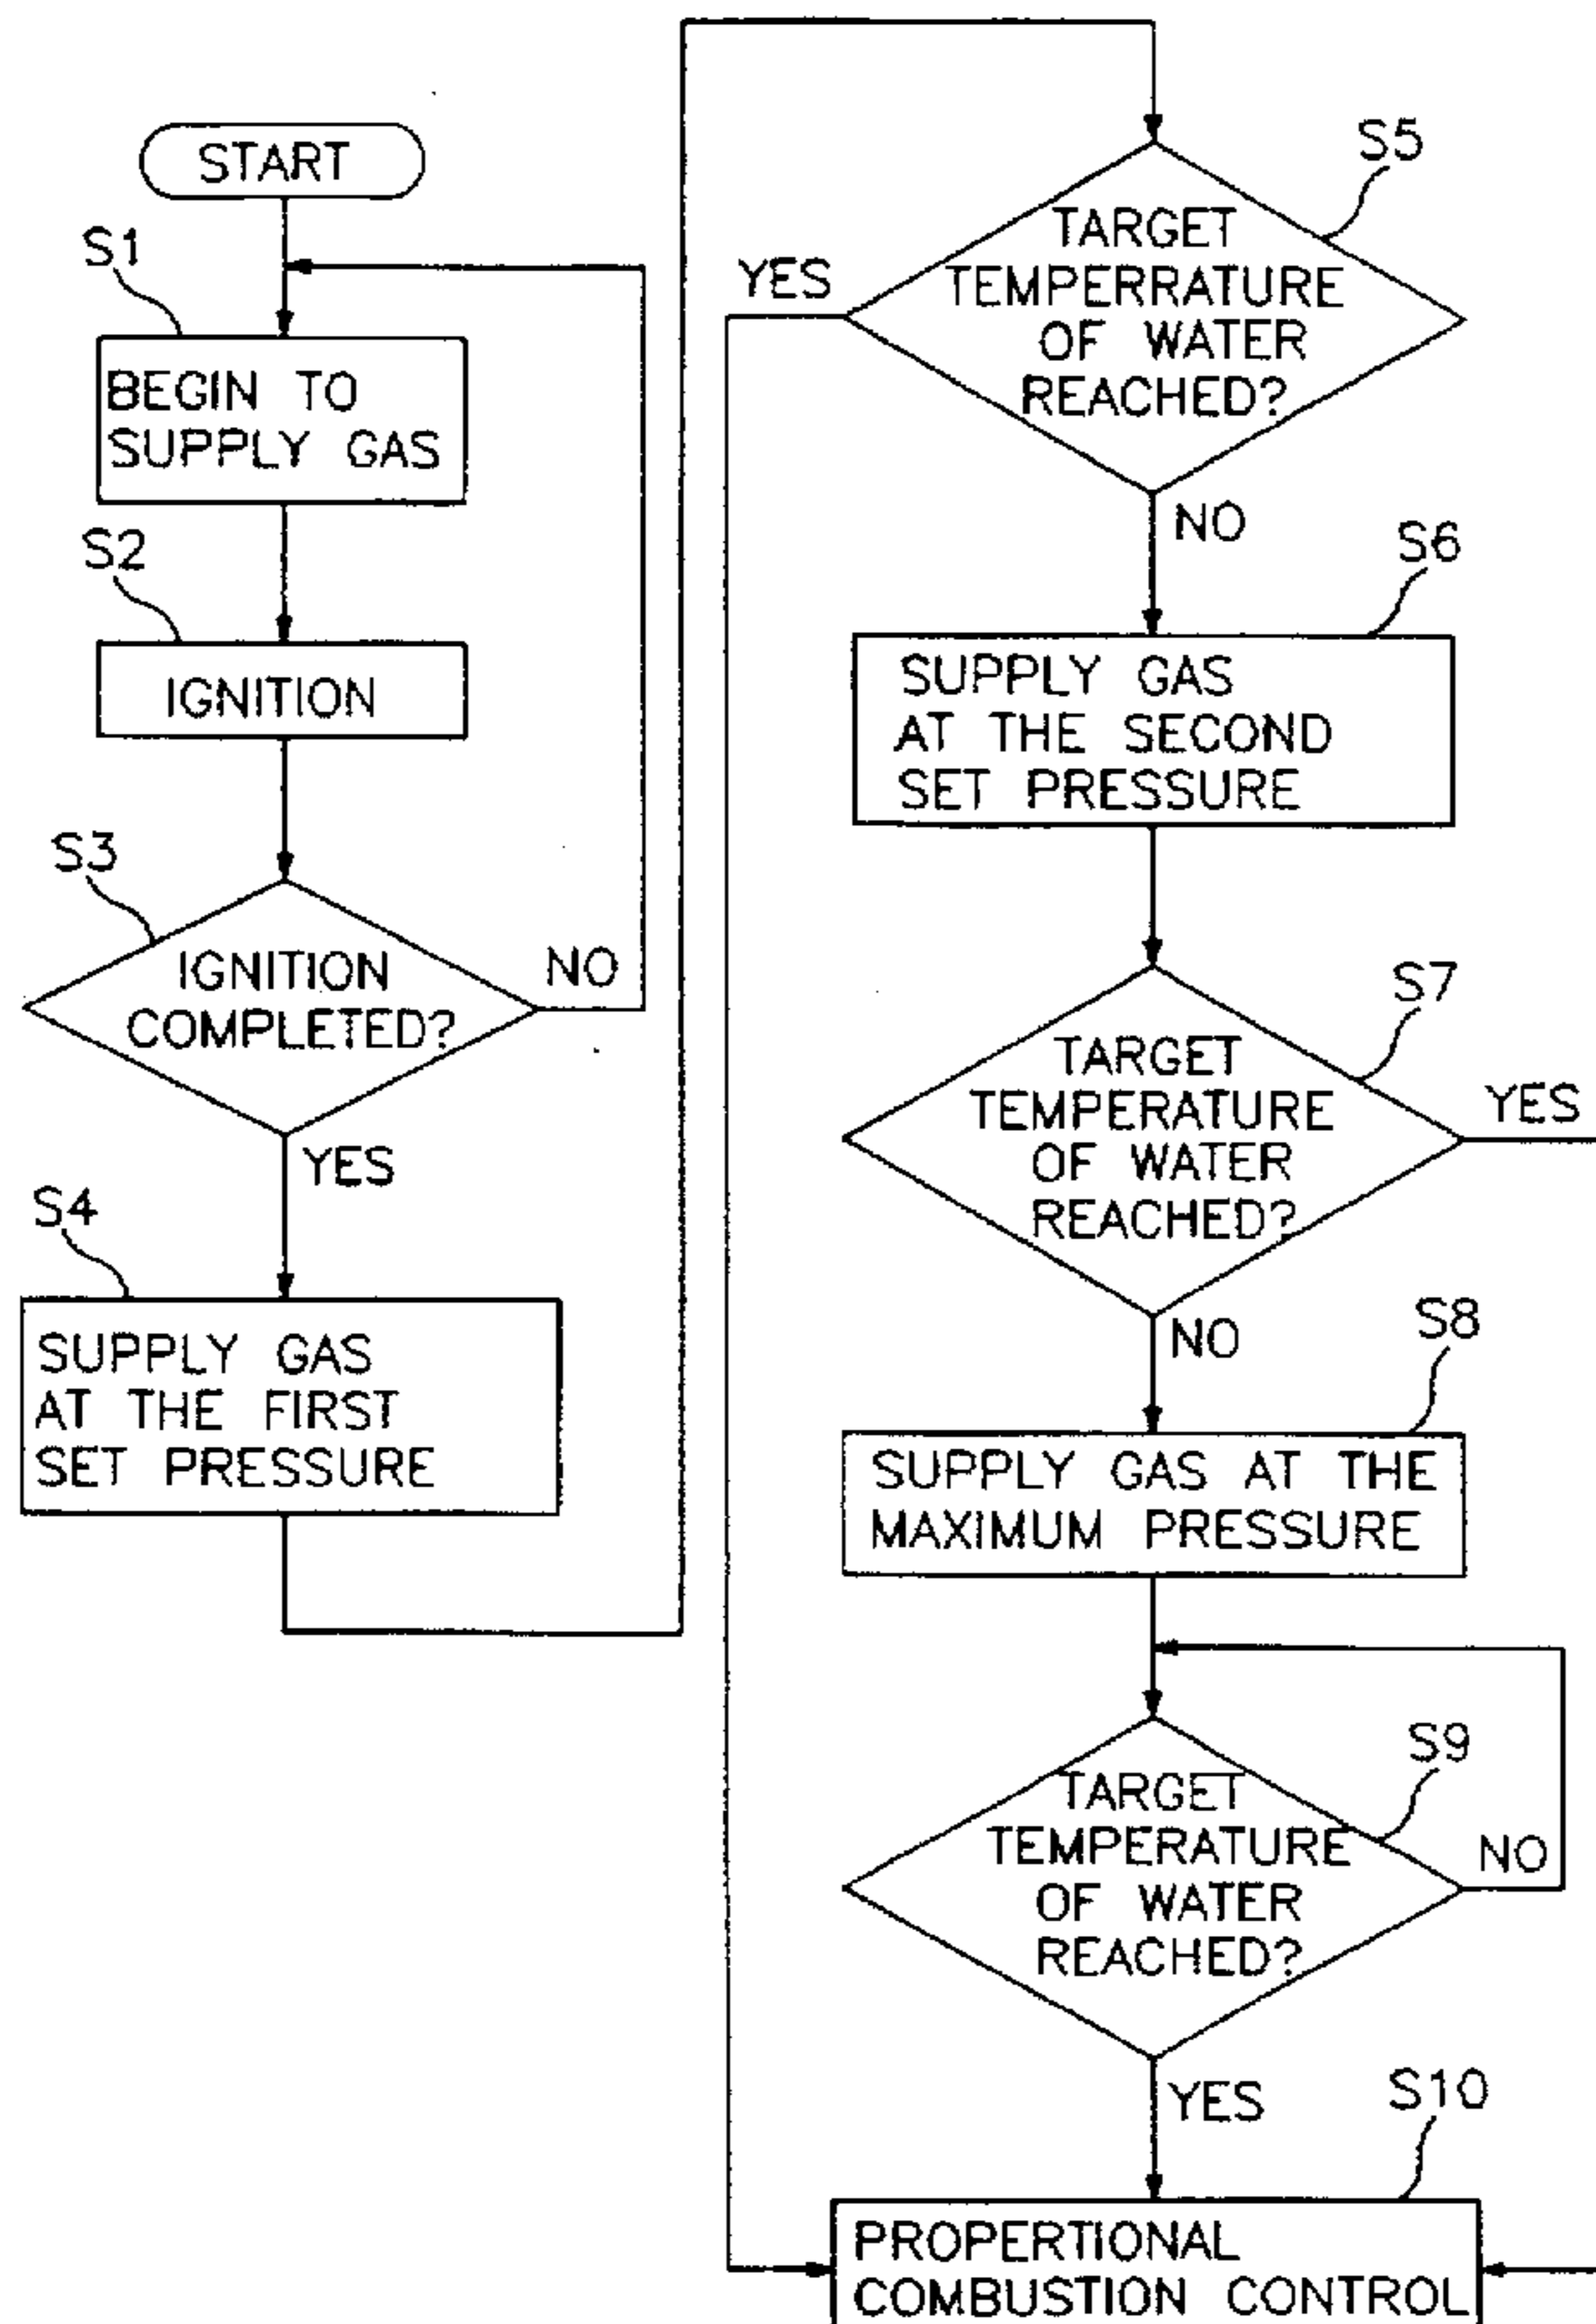 START
S1
BEGIN TO
SUPPLY GAS
S2
IGNITION
S3
IGNITION
COMPLETED?
NO
YES
S4
SUPPLY GAS
AT THE FIRST
SET PRESSURE
S5
TARGET
TEMPERRATURE
OF WATER
REACHED?
YES
NO
S6
SUPPLY GAS
AT THE SECOND
SET PRESSURE
S7
TARGET
TEMPERATURE
OF WATER
REACHED?
YES
NO
S8
SUPPLY GAS AT THE
MAXIMUM PRESSURE
S9
TARGET
TEMPERATURE
OF WATER
REACHED?
NO
YES
S10
PROPERTIONAL
COMBUSTION CONTROL